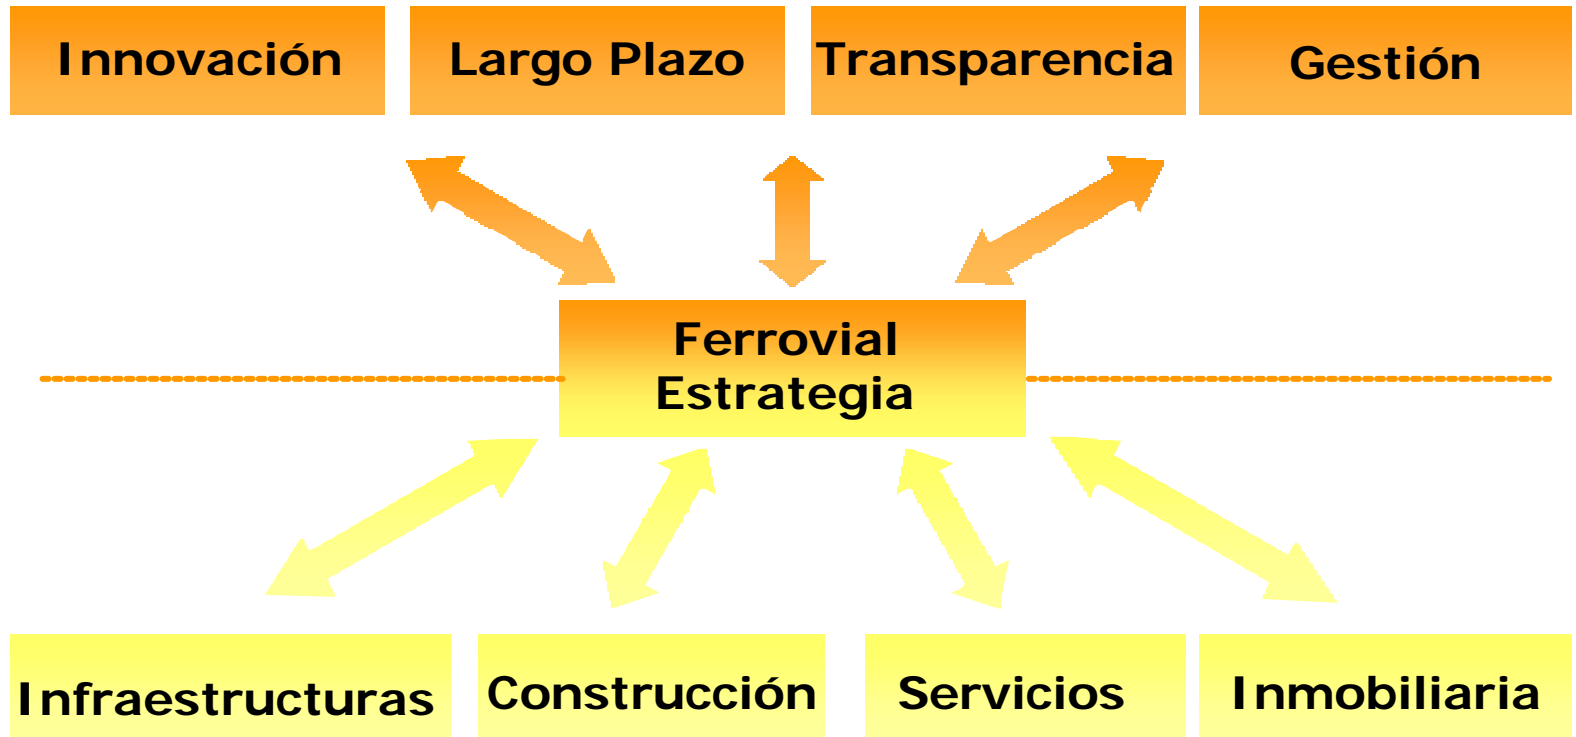 Innovación
Largo Plazo
Transparencia
Gestión
Ferrovial
Estrategia
Infraestructuras
Construcción
Servicios
Inmobiliaria